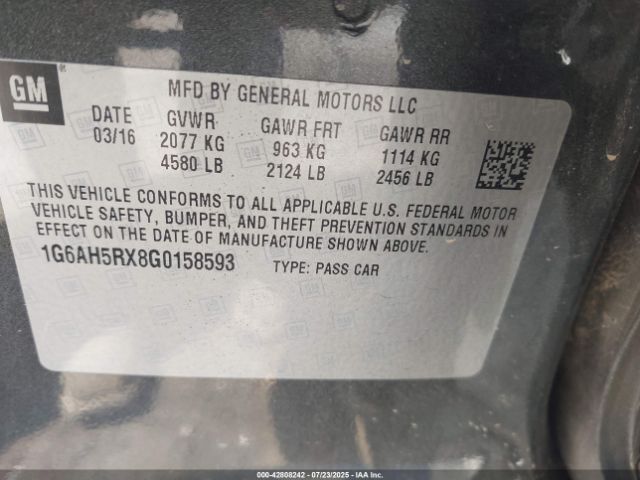 GM
MFD BY GENERAL MOTORS LLC
DATE GVWR GAWR FRT GAWR RR
03/16 2077 KG 963 KG 1114 KG
4580 LB 2124 LB 2456 LB
THIS VEHICLE CONFORMS TO ALL APPLICABLE U.S. FEDERAL MOTOR
VEHICLE SAFETY, BUMPER, AND THEFT PREVENTION STANDARDS IN
EFFECT ON THE DATE OF MANUFACTURE SHOWN ABOVE.
1G6AH5RX8G0158593 TYPE: PASS CAR
000-42808242 | 07/23/2025 | IAA, Inc.